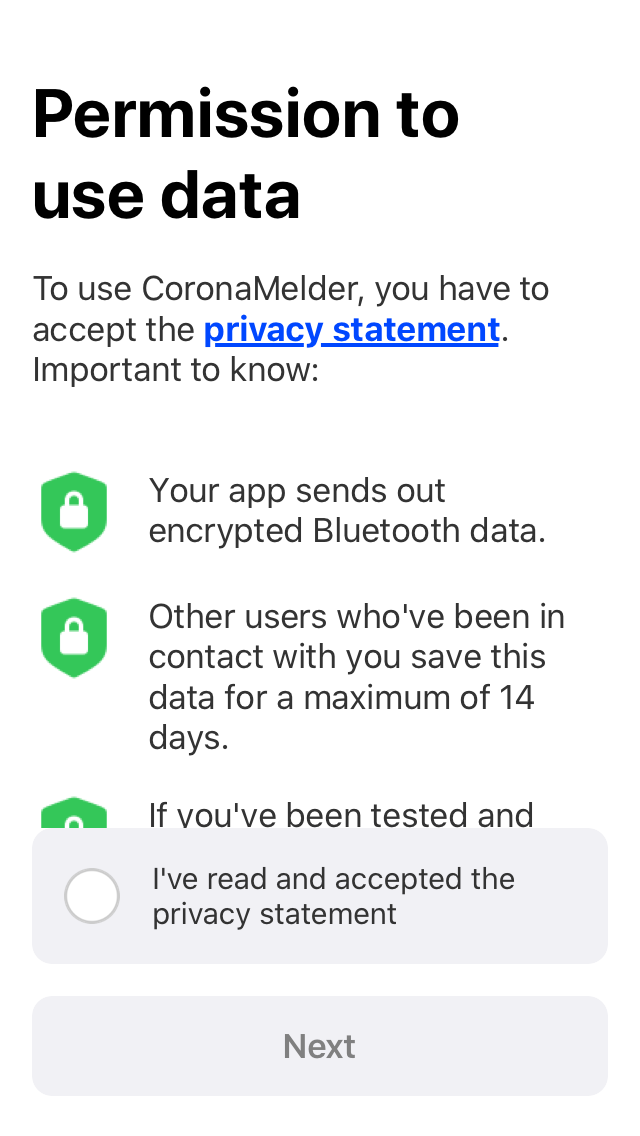 Permission to
use data
To use CoronaMelder, you have to
accept the privacy statement.
Important to know:
Your app sends out
encrypted Bluetooth data.
Other users who've been in
contact with you save this
data for a maximum of 14
days.
If you've been tested and
I've read and accepted the
privacy statement
Next